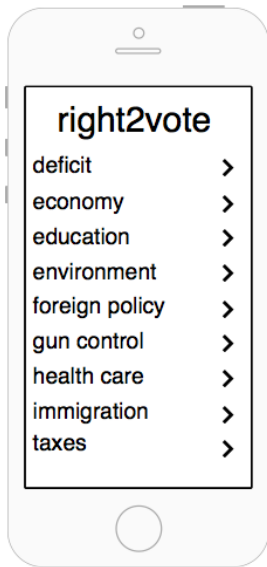 right2vote
deficit
economy
education
environment
foreign policy
gun control
health care
immigration
taxes